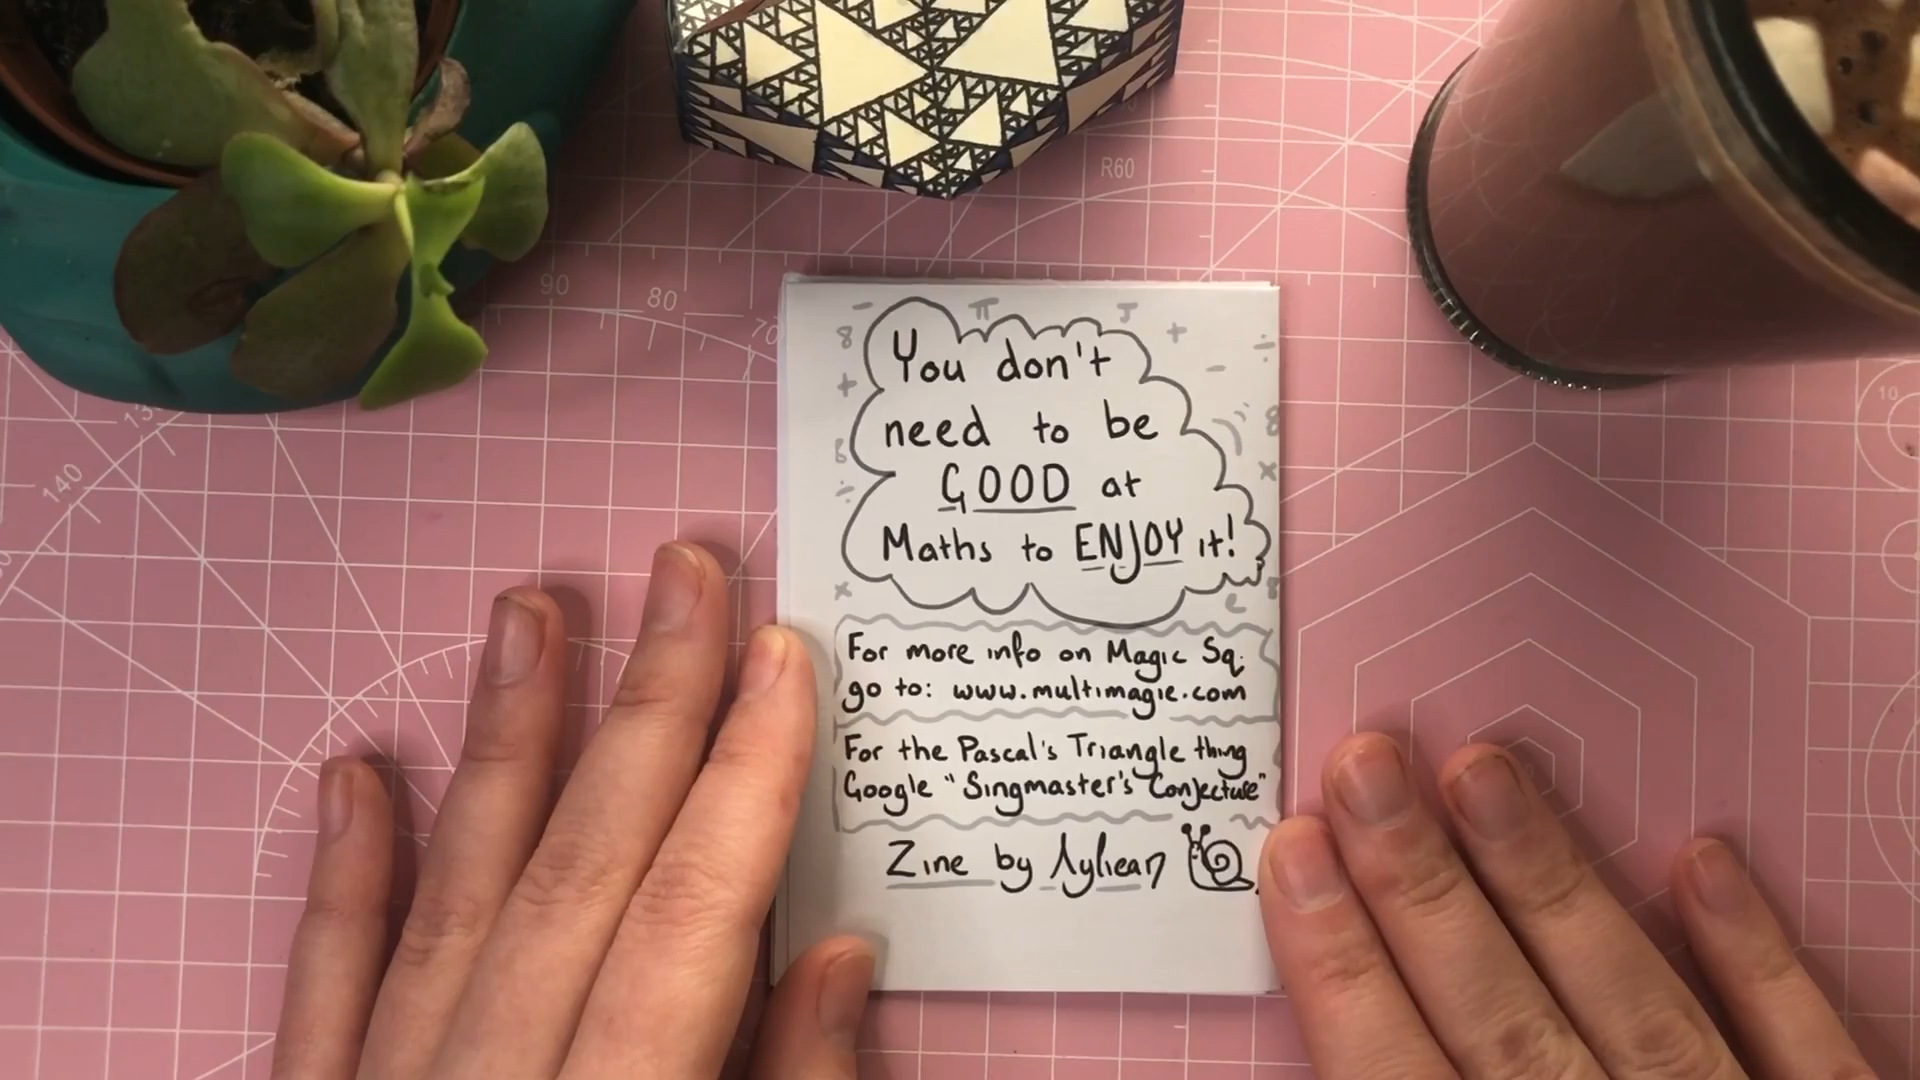 You don't
need to be
GOOD at
Maths to ENJOY it!
For more info on Magic Sq.
go to: www.multimagie.com
For the Pascal's Triangle thing
Google "Singmaster's Conjecture"
Zine by Ayliean
R60
90
80
70
140
10